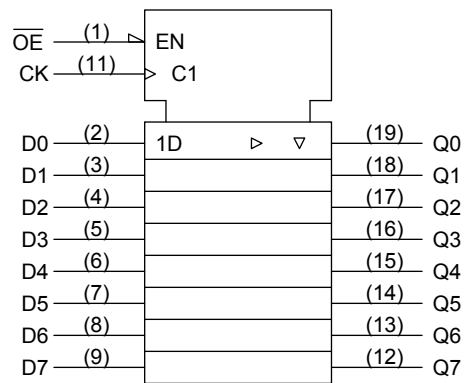 O͞E͞ (1) EN
CK (11) C1
D0 (2) 1D (19) Q0
D1 (3) (18) Q1
D2 (4) (17) Q2
D3 (5) (16) Q3
D4 (6) (15) Q4
D5 (7) (14) Q5
D6 (8) (13) Q6
D7 (9) (12) Q7